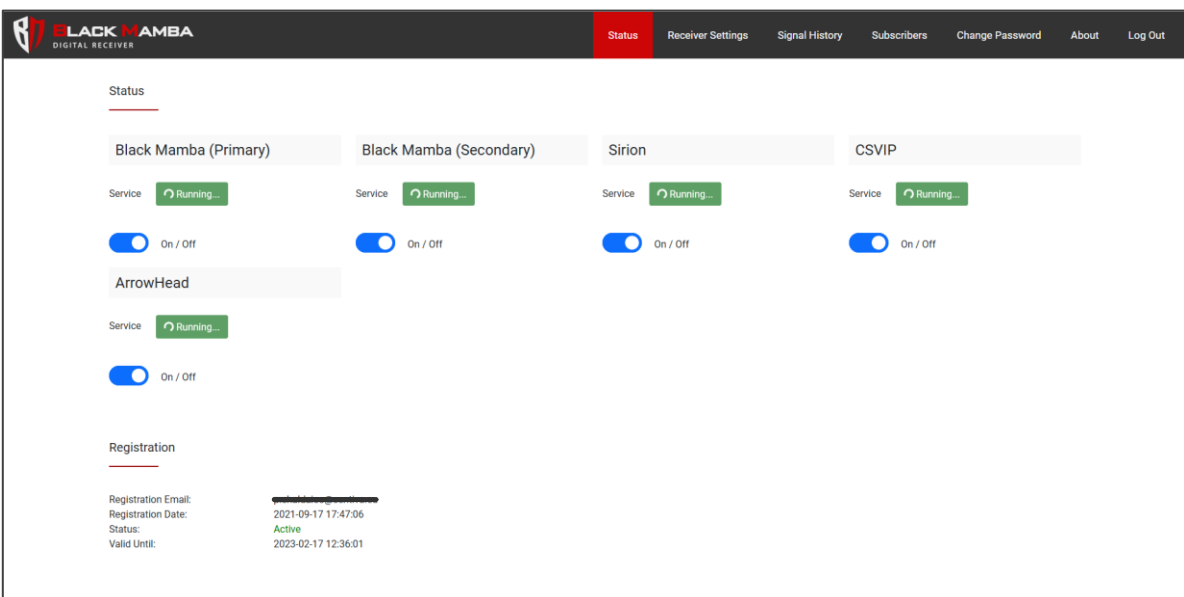 BLACK MAMBA
DIGITAL RECEIVER
Status Receiver Settings Signal History Subscribers Change Password About Log Out
Status
Black Mamba (Primary) Black Mamba (Secondary) Sirion CSVIP
Service Running... Service Running... Service Running... Service Running...
On / Off On / Off On / Off On / Off
ArrowHead
Service Running...
On / Off
Registration
Registration Email:
Registration Date: 2021-09-17 17:47:06
Status: Active
Valid Until: 2023-02-17 12:36:01